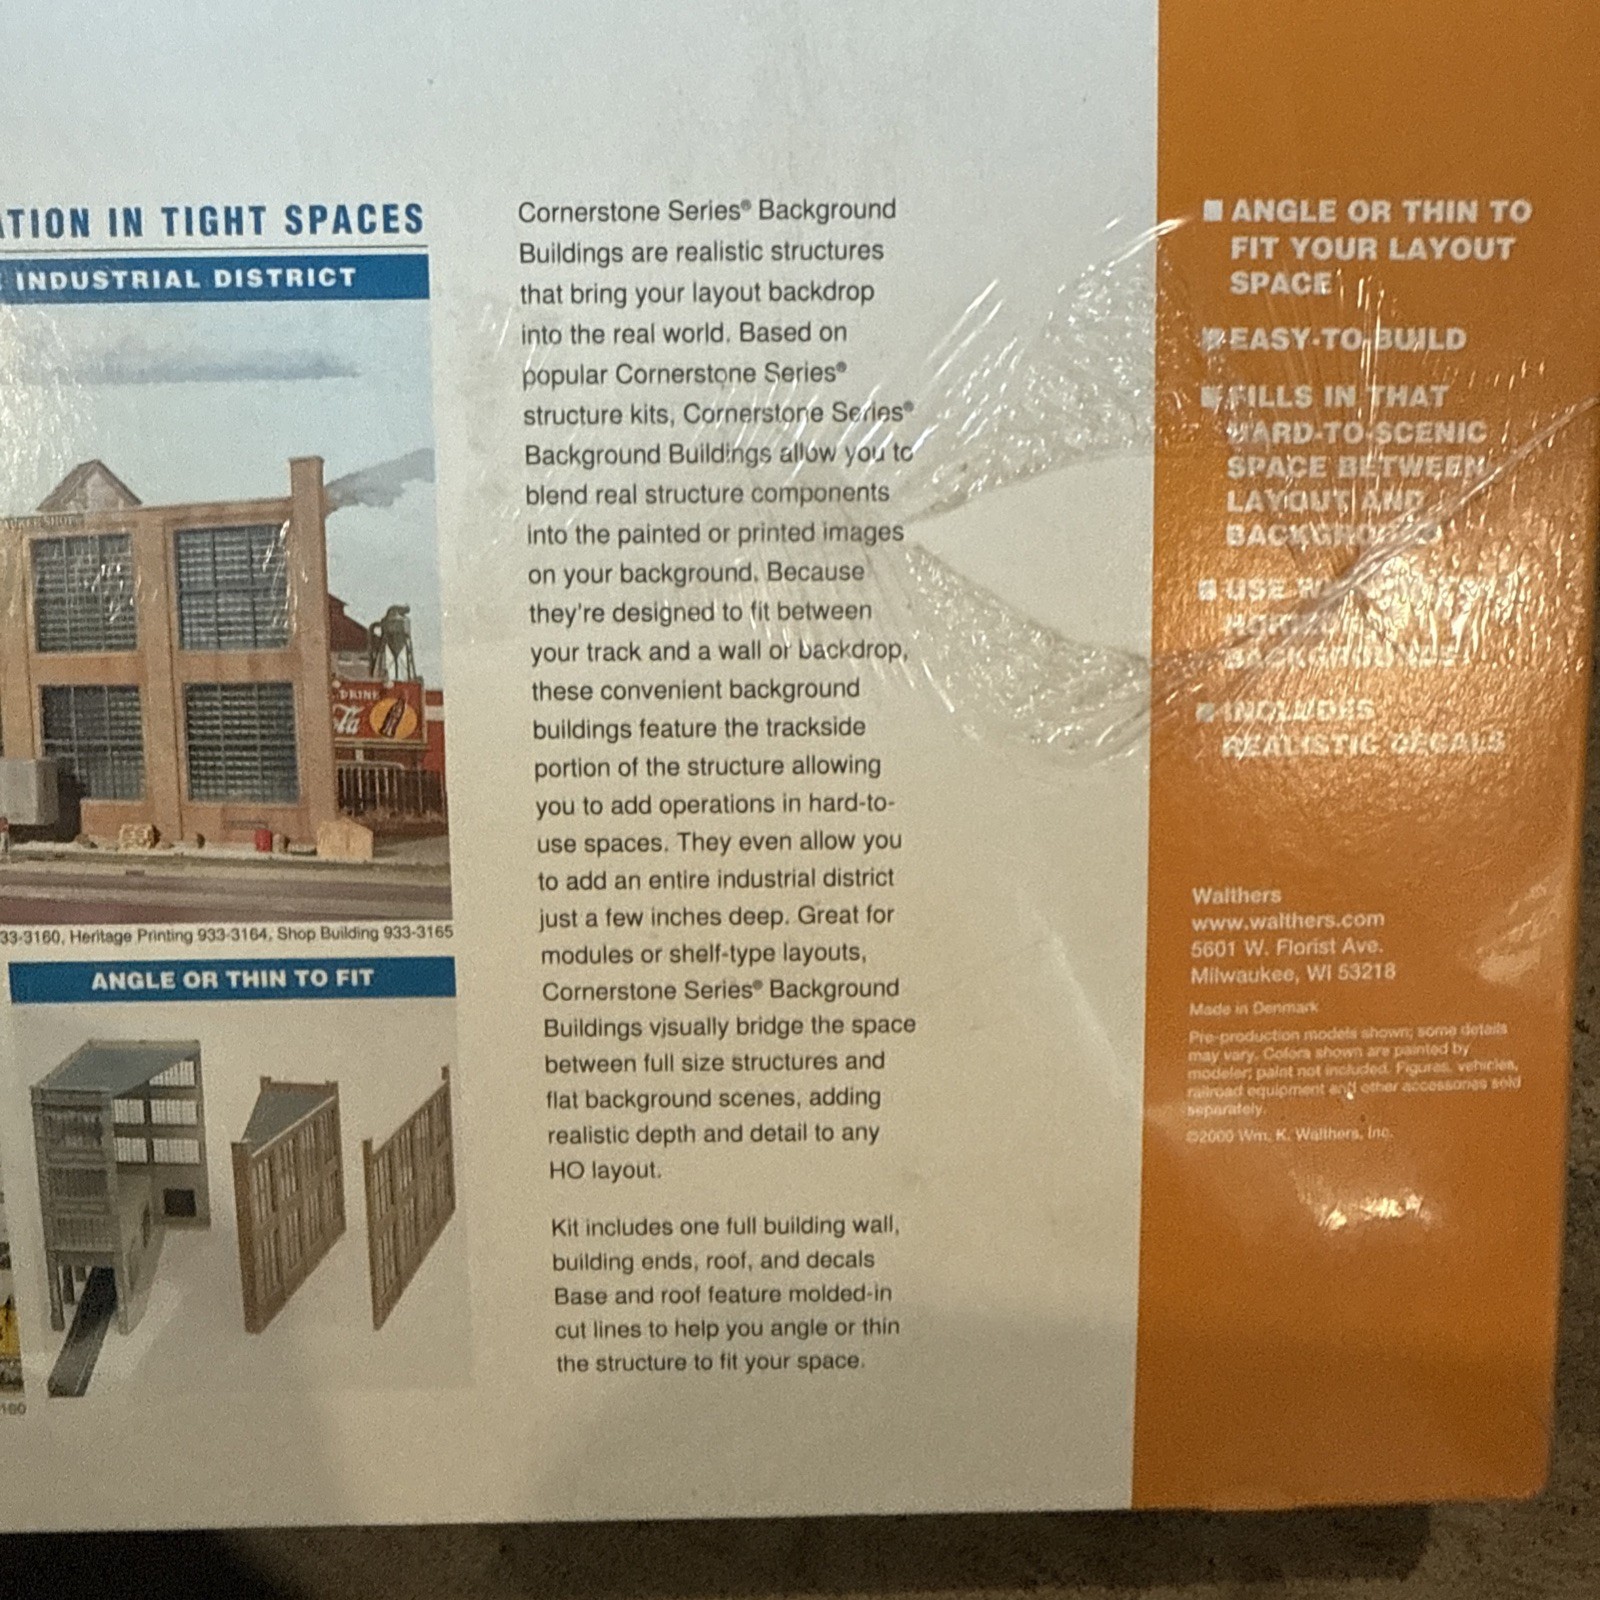 ATION IN TIGHT SPACES
INDUSTRIAL DISTRICT
DRINK
33-3160, Heritage Printing 933-3164, Shop Building 933-3165
ANGLE OR THIN TO FIT
Cornerstone Series® Background
Buildings are realistic structures
that bring your layout backdrop
into the real world. Based on
popular Cornerstone Series®
structure kits, Cornerstone Series®
Background Buildings allow you to
blend real structure components
into the painted or printed images
on your background. Because
they're designed to fit between
your track and a wall or backdrop,
these convenient background
buildings feature the trackside
portion of the structure allowing
you to add operations in hard-to-
use spaces. They even allow you
to add an entire industrial district
just a few inches deep. Great for
modules or shelf-type layouts,
Cornerstone Series® Background
Buildings visually bridge the space
between full size structures and
flat background scenes, adding
realistic depth and detail to any
HO layout.
Kit includes one full building wall,
building ends, roof, and decals
Base and roof feature molded-in
cut lines to help you angle or thin
the structure to fit your space.
■ ANGLE OR THIN TO
FIT YOUR LAYOUT
SPACE
■ EASY-TO-BUILD
■ FILLS IN THAT
HARD-TO-SCENIC
SPACE BETWEEN
LAYOUT AND
BACKGROUND
■ USE
BACKGROUNDS
■ INCLUDES
REALISTIC DECALS
Walthers
www.walthers.com
5601 W. Florist Ave.
Milwaukee, WI 53218
Made in Denmark
Pre-production models shown; some details
may vary. Colors shown are painted by
modeler; paint not included. Figures, vehicles,
railroad equipment and other accessories sold
separately.
©2000 Wm. K. Walthers, Inc.